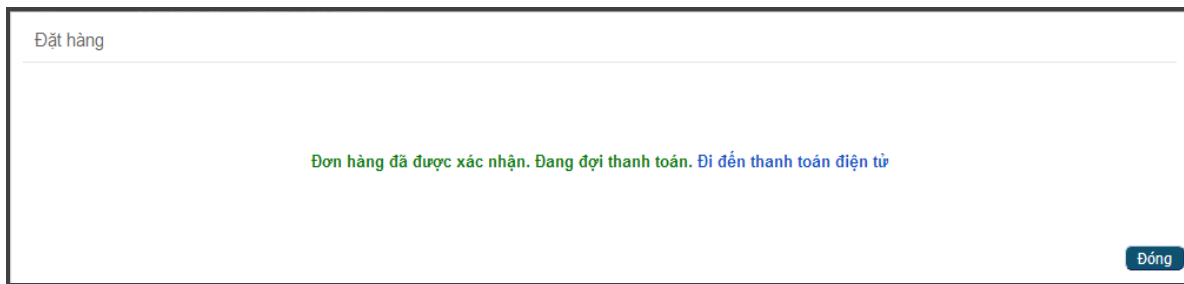 Đặt hàng
Đơn hàng đã được xác nhận. Đang đợi thanh toán. Đi đến thanh toán điện tử
Đóng